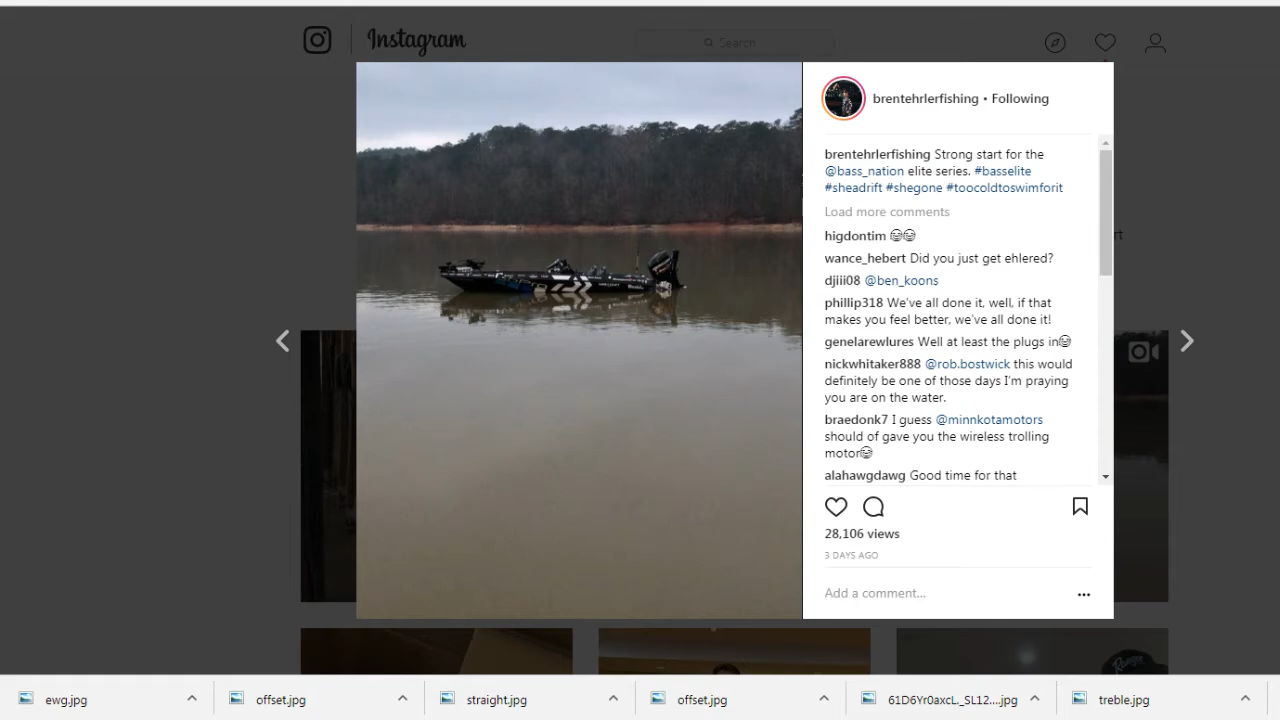 Instagram
Search
brentehrlerfishing • Following
brentehrlerfishing Strong start for the
@bass_nation elite series. #basselite
#sheadrift #shegone #toocoldtoswimforit
Load more comments
higdontim 😂😂
wance_hebert Did you just get ehlered?
djiii08 @ben_koons
phillip318 We've all done it, well, if that
makes you feel better, we've all done it!
genelarewlures Well at least the plugs in😂
nickwhitaker888 @rob.bostwick this would
definitely be one of those days I'm praying
you are on the water.
braedonk7 I guess @minnkotamotors
should of gave you the wireless trolling
motor😂
alahawgdawg Good time for that
28,106 views
3 DAYS AGO
Add a comment...
ewg.jpg
offset.jpg
straight.jpg
offset.jpg
61D6Yr0axcL._SL12....jpg
treble.jpg